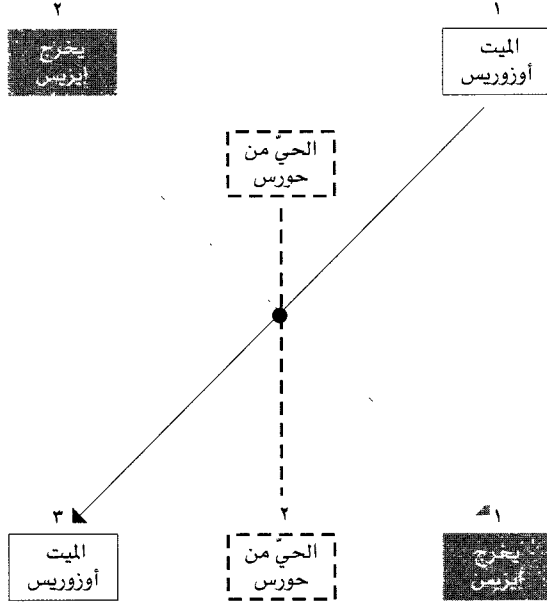 ١
الميت
أوزوريس
٢
يخرج
إيزيس
الحيّ من
حورس
١
يخرج
إيزيس
٢
الحيّ من
حورس
٣
الميت
أوزوريس